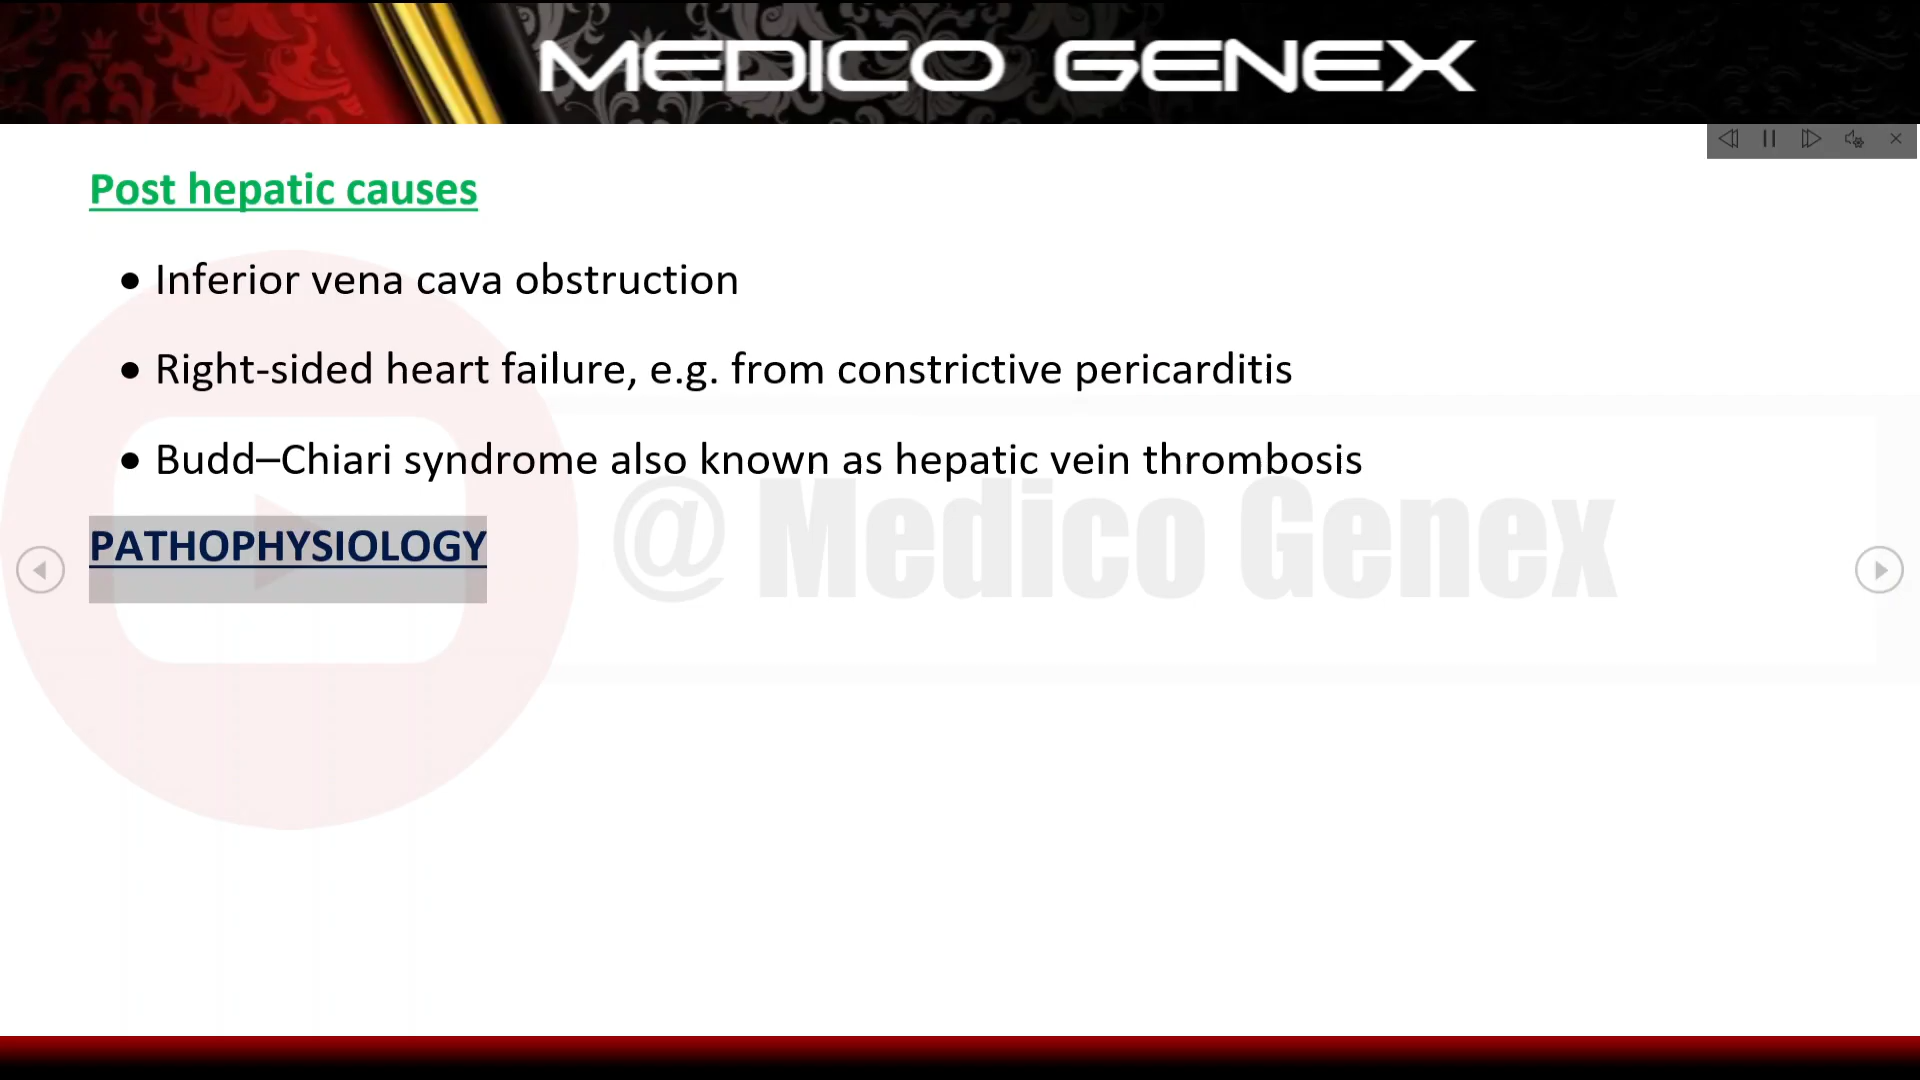 MEDICO GENEX
Post hepatic causes
● Inferior vena cava obstruction
● Right-sided heart failure, e.g. from constrictive pericarditis
● Budd–Chiari syndrome also known as hepatic vein thrombosis
@ Medico Genex
PATHOPHYSIOLOGY